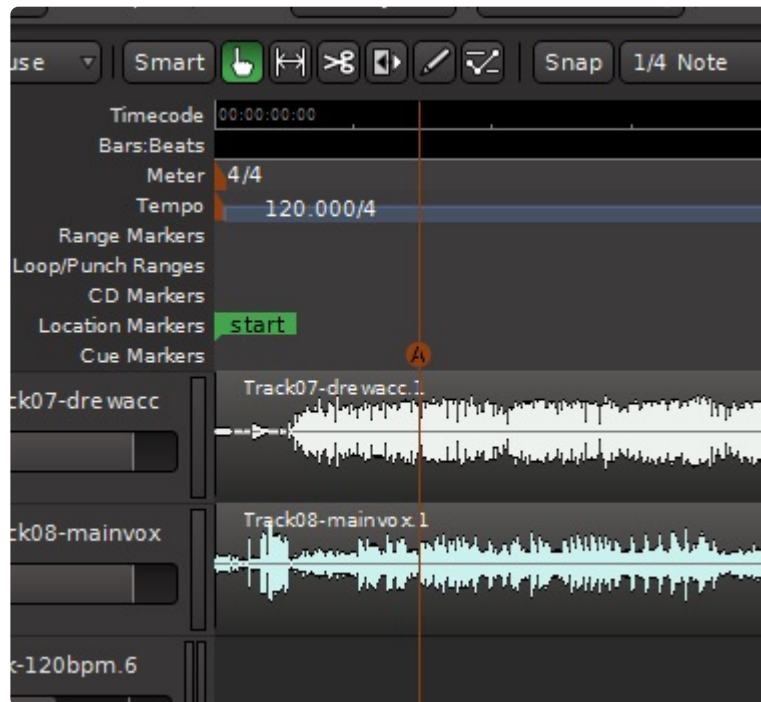 Smart Snap 1/4 Note
Timecode 00:00:00:00
Bars:Beats
Meter 4/4
Tempo 120.000/4
Range Markers
Loop/Punch Ranges
CD Markers
Location Markers start
Cue Markers A
ck07-drewacc Track07-drewacc.1
ck08-mainvox Track08-mainvox.1
-120bpm.6